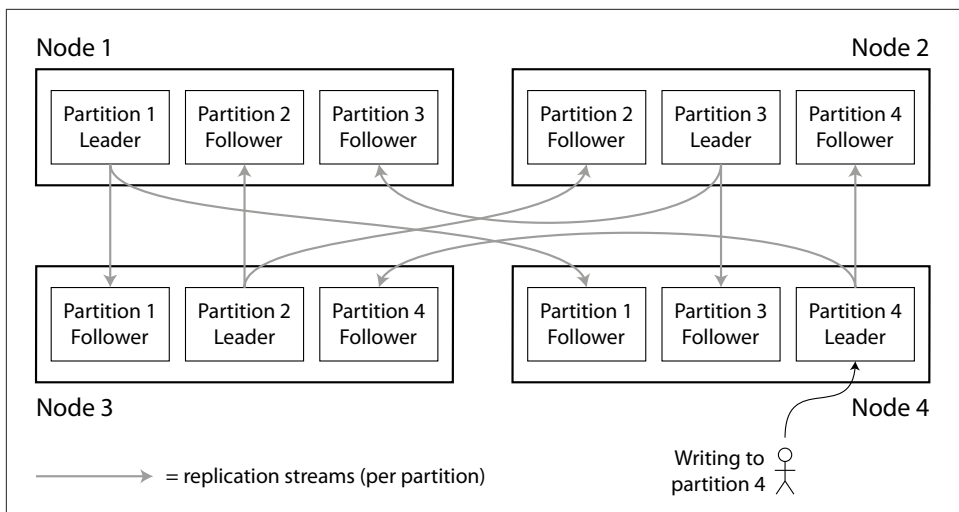 Node 1
Node 2
Partition 1
Leader
Partition 2
Follower
Partition 3
Follower
Partition 2
Follower
Partition 3
Leader
Partition 4
Follower
Partition 1
Follower
Partition 2
Leader
Partition 4
Follower
Partition 1
Follower
Partition 3
Follower
Partition 4
Leader
Node 3
Node 4
= replication streams (per partition)
Writing to
partition 4